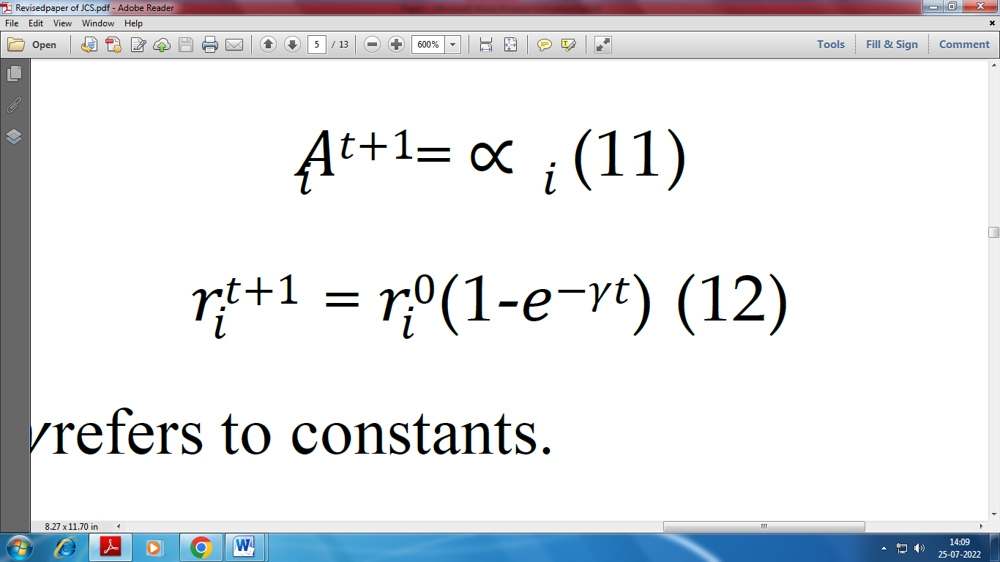 Revisedpaper of JCS.pdf - Adobe Reader
File Edit View Window Help
Open 5 / 13 600% Tools Fill & Sign Comment
A_i^{t+1}= ∝ _i (11)
r_i^{t+1} = r_i^0(1-e^{−γt}) (12)
γrefers to constants.
8.27 x 11.70 in
14:09
25-07-2022